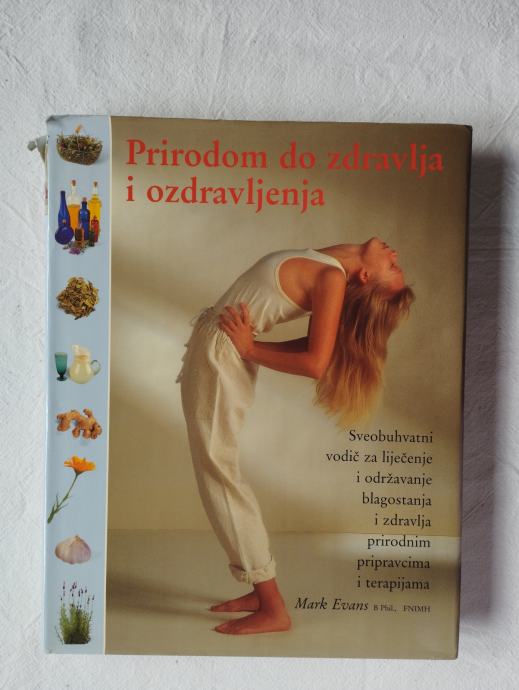 Prirodom do zdravlja
i ozdravljenja
Sveobuhvatni
vodič za liječenje
i održavanje
blagostanja
i zdravlja
prirodnim
pripravcima
i terapijama
Mark Evans B Phil., FNIMH